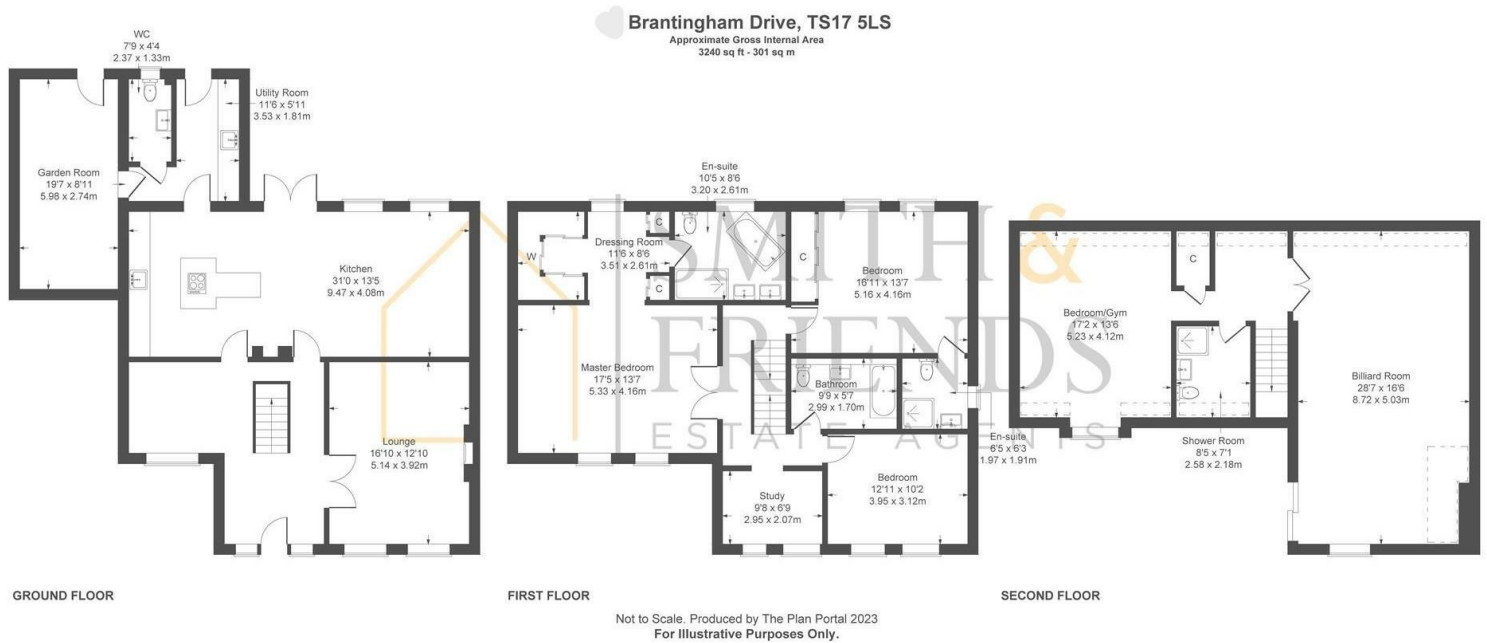 Brantingham Drive, TS17 5LS
Approximate Gross Internal Area
3240 sq ft - 301 sq m
WC
7'9 x 4'4
2.37 x 1.33m
Utility Room
11'6 x 5'11
3.53 x 1.81m
Garden Room
19'7 x 8'11
5.98 x 2.74m
Kitchen
31'0 x 13'5
9.47 x 4.08m
Lounge
16'10 x 12'10
5.14 x 3.92m
GROUND FLOOR
En-suite
10'5 x 8'6
3.20 x 2.61m
W
Dressing Room
11'6 x 8'6
3.51 x 2.61m
C
C
C
Bedroom
16'11 x 13'7
5.16 x 4.16m
Master Bedroom
17'5 x 13'7
5.33 x 4.16m
Bathroom
9'9 x 5'7
2.99 x 1.70m
En-suite
6'5 x 6'3
1.97 x 1.91m
Study
9'8 x 6'9
2.95 x 2.07m
Bedroom
12'11 x 10'2
3.95 x 3.12m
FIRST FLOOR
C
Bedroom/Gym
17'2 x 13'6
5.23 x 4.12m
Billiard Room
28'7 x 16'6
8.72 x 5.03m
Shower Room
8'5 x 7'1
2.58 x 2.18m
SECOND FLOOR
SMITH &
FRIENDS
ESTATE AGENTS
Not to Scale. Produced by The Plan Portal 2023
For Illustrative Purposes Only.